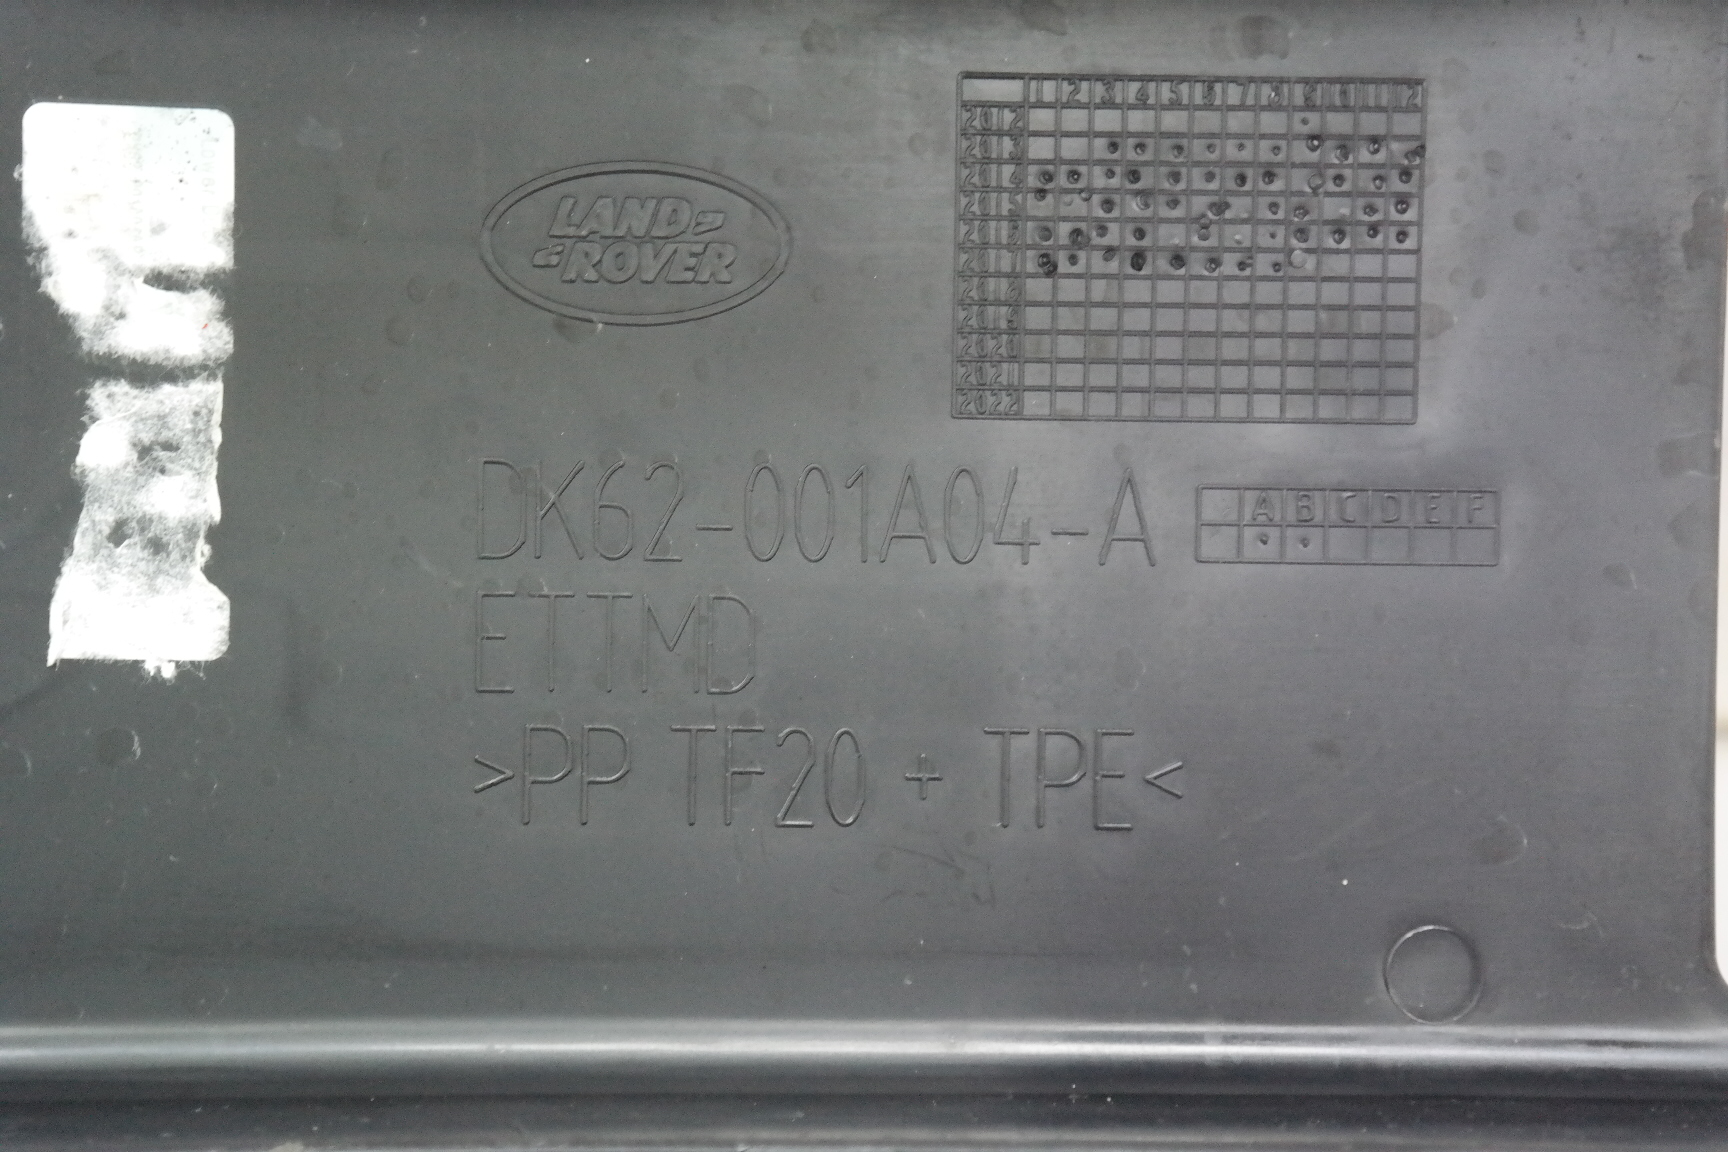 LAND
ROVER
1 2 3 4 5 6 7 8 9 10 11 12
2012
2013
2014
2015
2016
2017
2018
2019
2020
2021
2022
DK62-001A04-A
A B C D E F
ETTMD
>PP TF20 + TPE<